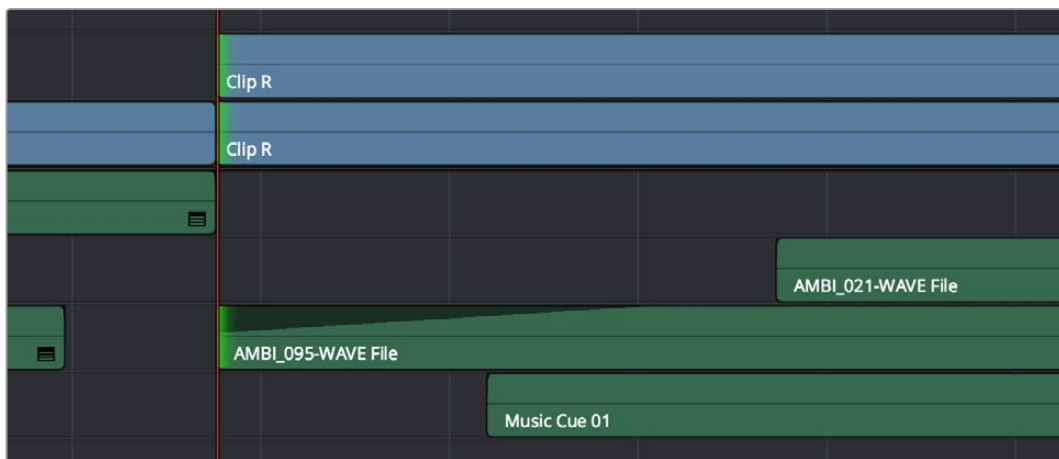 Clip R
Clip R
AMBI_021-WAVE File
AMBI_095-WAVE File
Music Cue 01